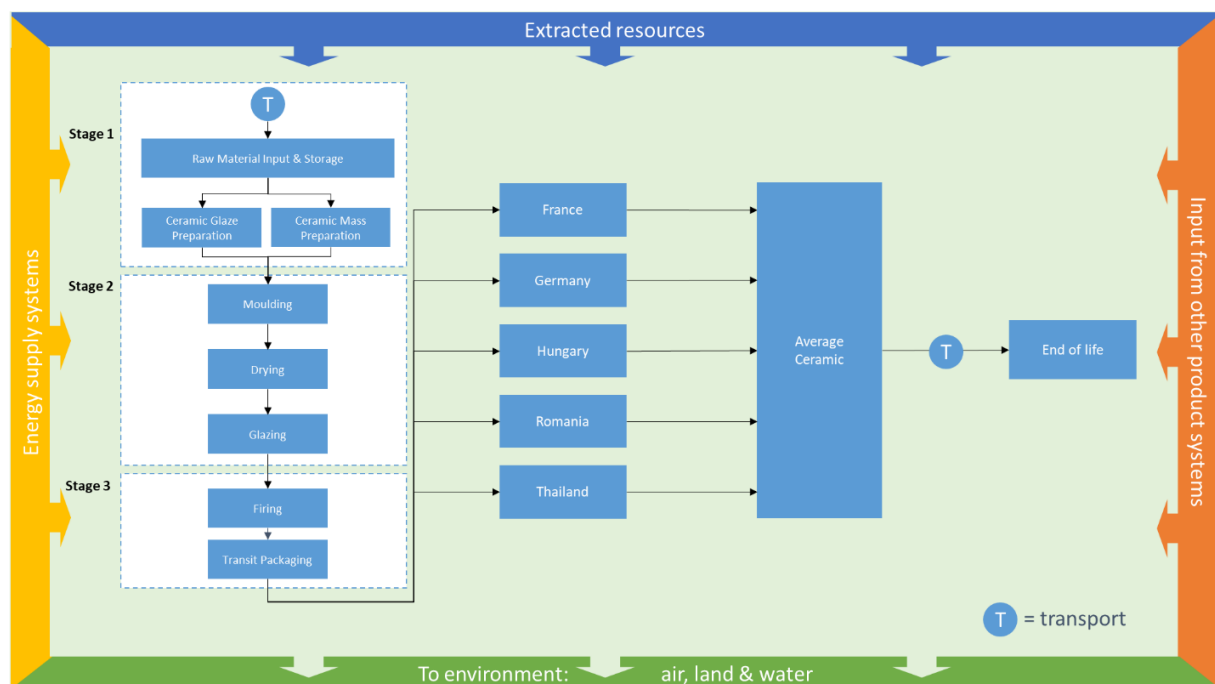 Extracted resources
T
Stage 1
Raw Material Input & Storage
Ceramic Glaze
Preparation
Ceramic Mass
Preparation
Stage 2
Moulding
Drying
Glazing
Stage 3
Firing
Transit Packaging
France
Germany
Hungary
Romania
Thailand
Average
Ceramic
T
End of life
Energy supply systems
Input from other product systems
T = transport
To environment: air, land & water